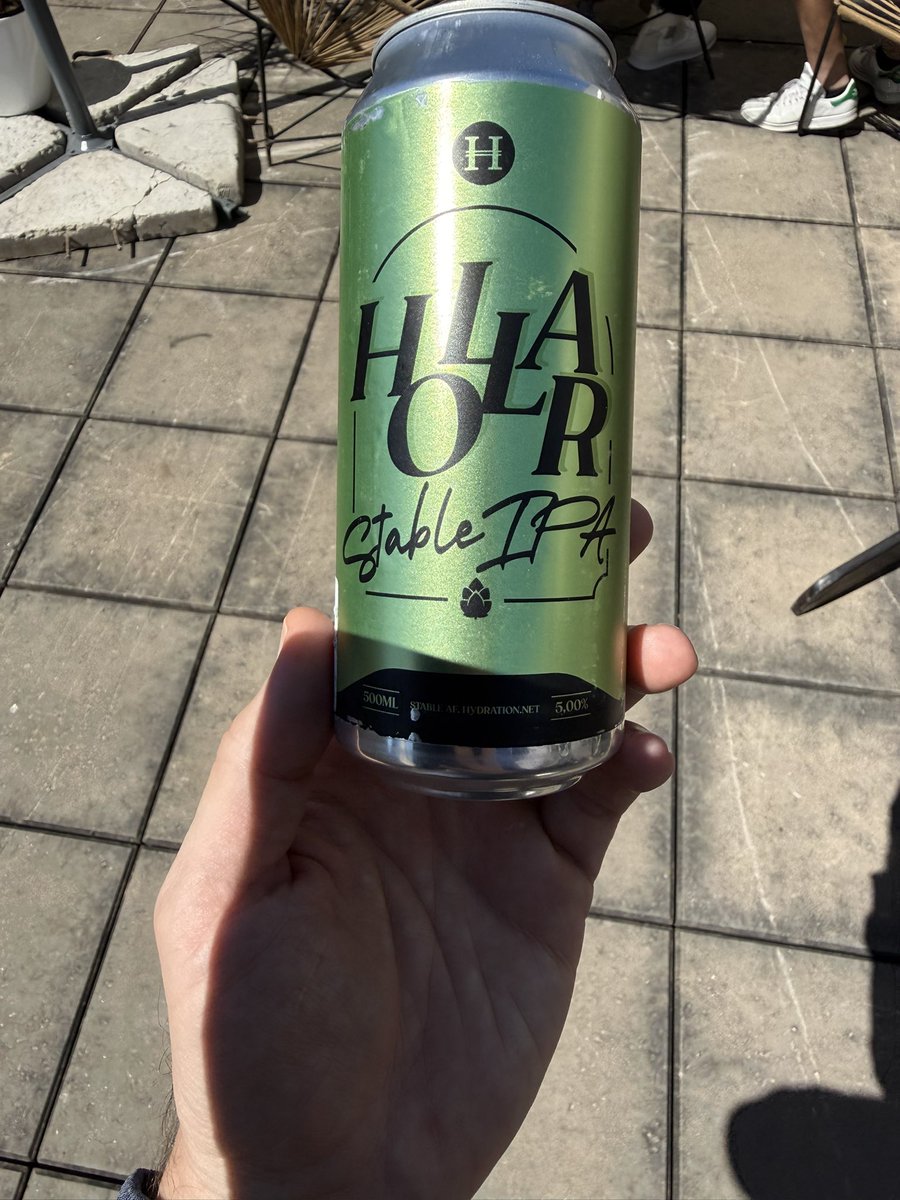 H
HOLLAR
Stable IPA
500ML STABLE AF. HYDRATION.NET 5,00%